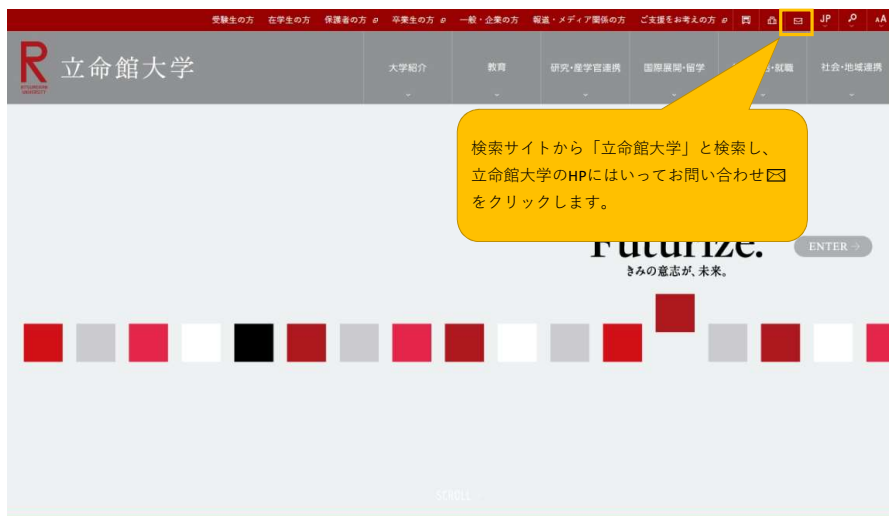 受験生の方 在学生の方 保護者の方 卒業生の方 一般・企業の方 報道・メディア関係の方 ご支援をお考えの方 JP AA
R 立命館大学
RITSUMEIKAN
UNIVERSITY
大学紹介 教育 研究・産学官連携 国際展開・留学 就職 社会・地域連携
検索サイトから「立命館大学」と検索し、
立命館大学のHPにはいってお問い合わせ✉
をクリックします。
Futurize.
ENTER→
きみの意志が、未来。
SCROLL